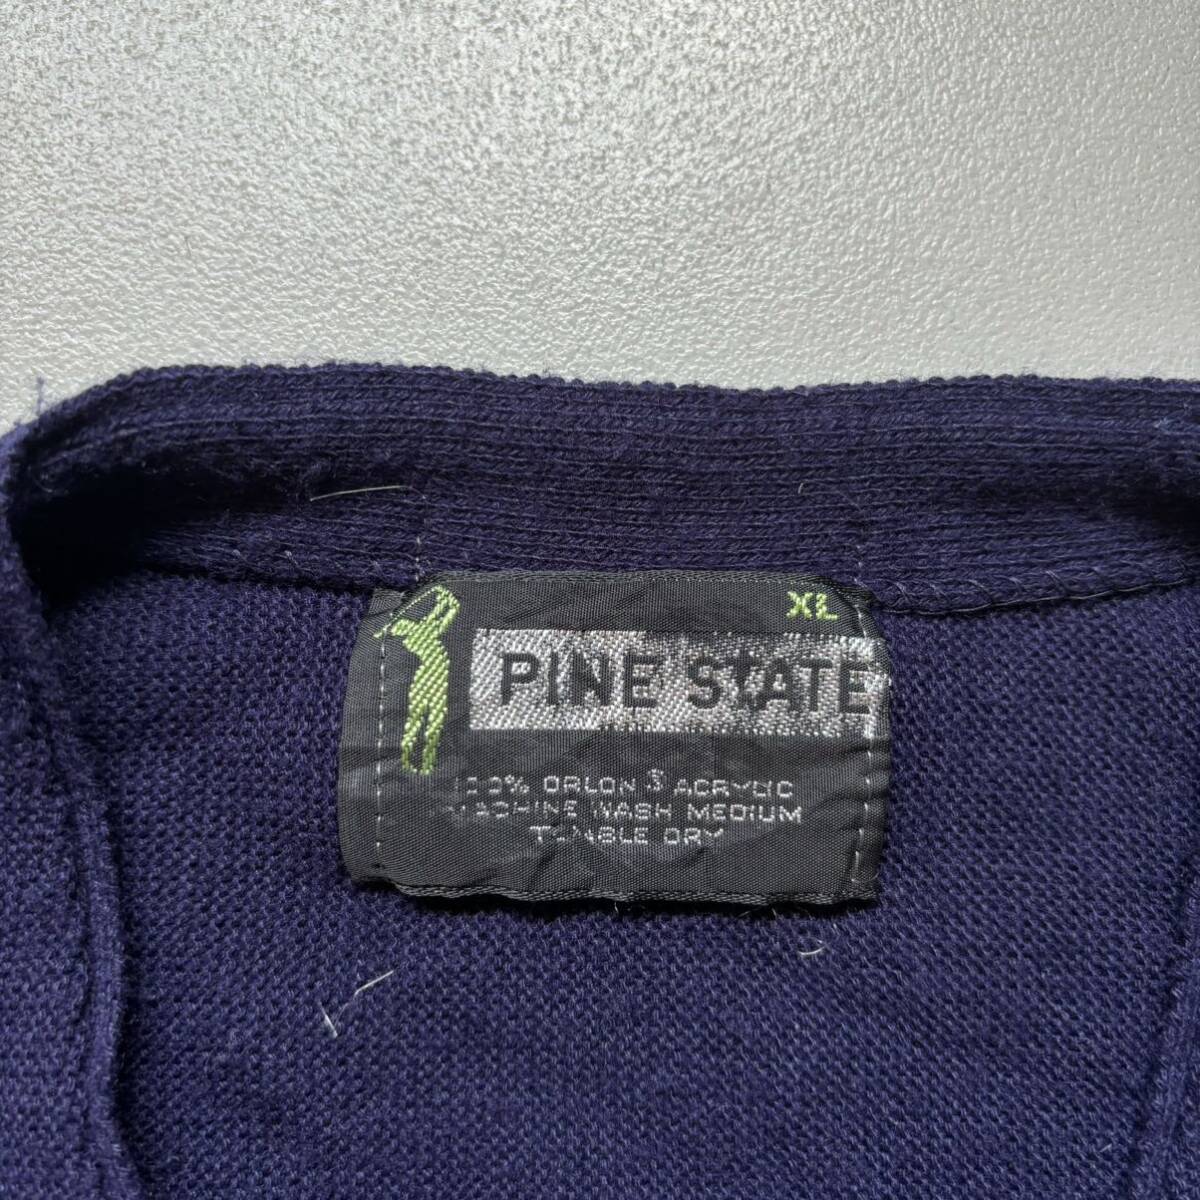 XL
PINE STATE
100% ORLON ® ACRYLIC
MACHINE WASH MEDIUM
TUMBLE DRY